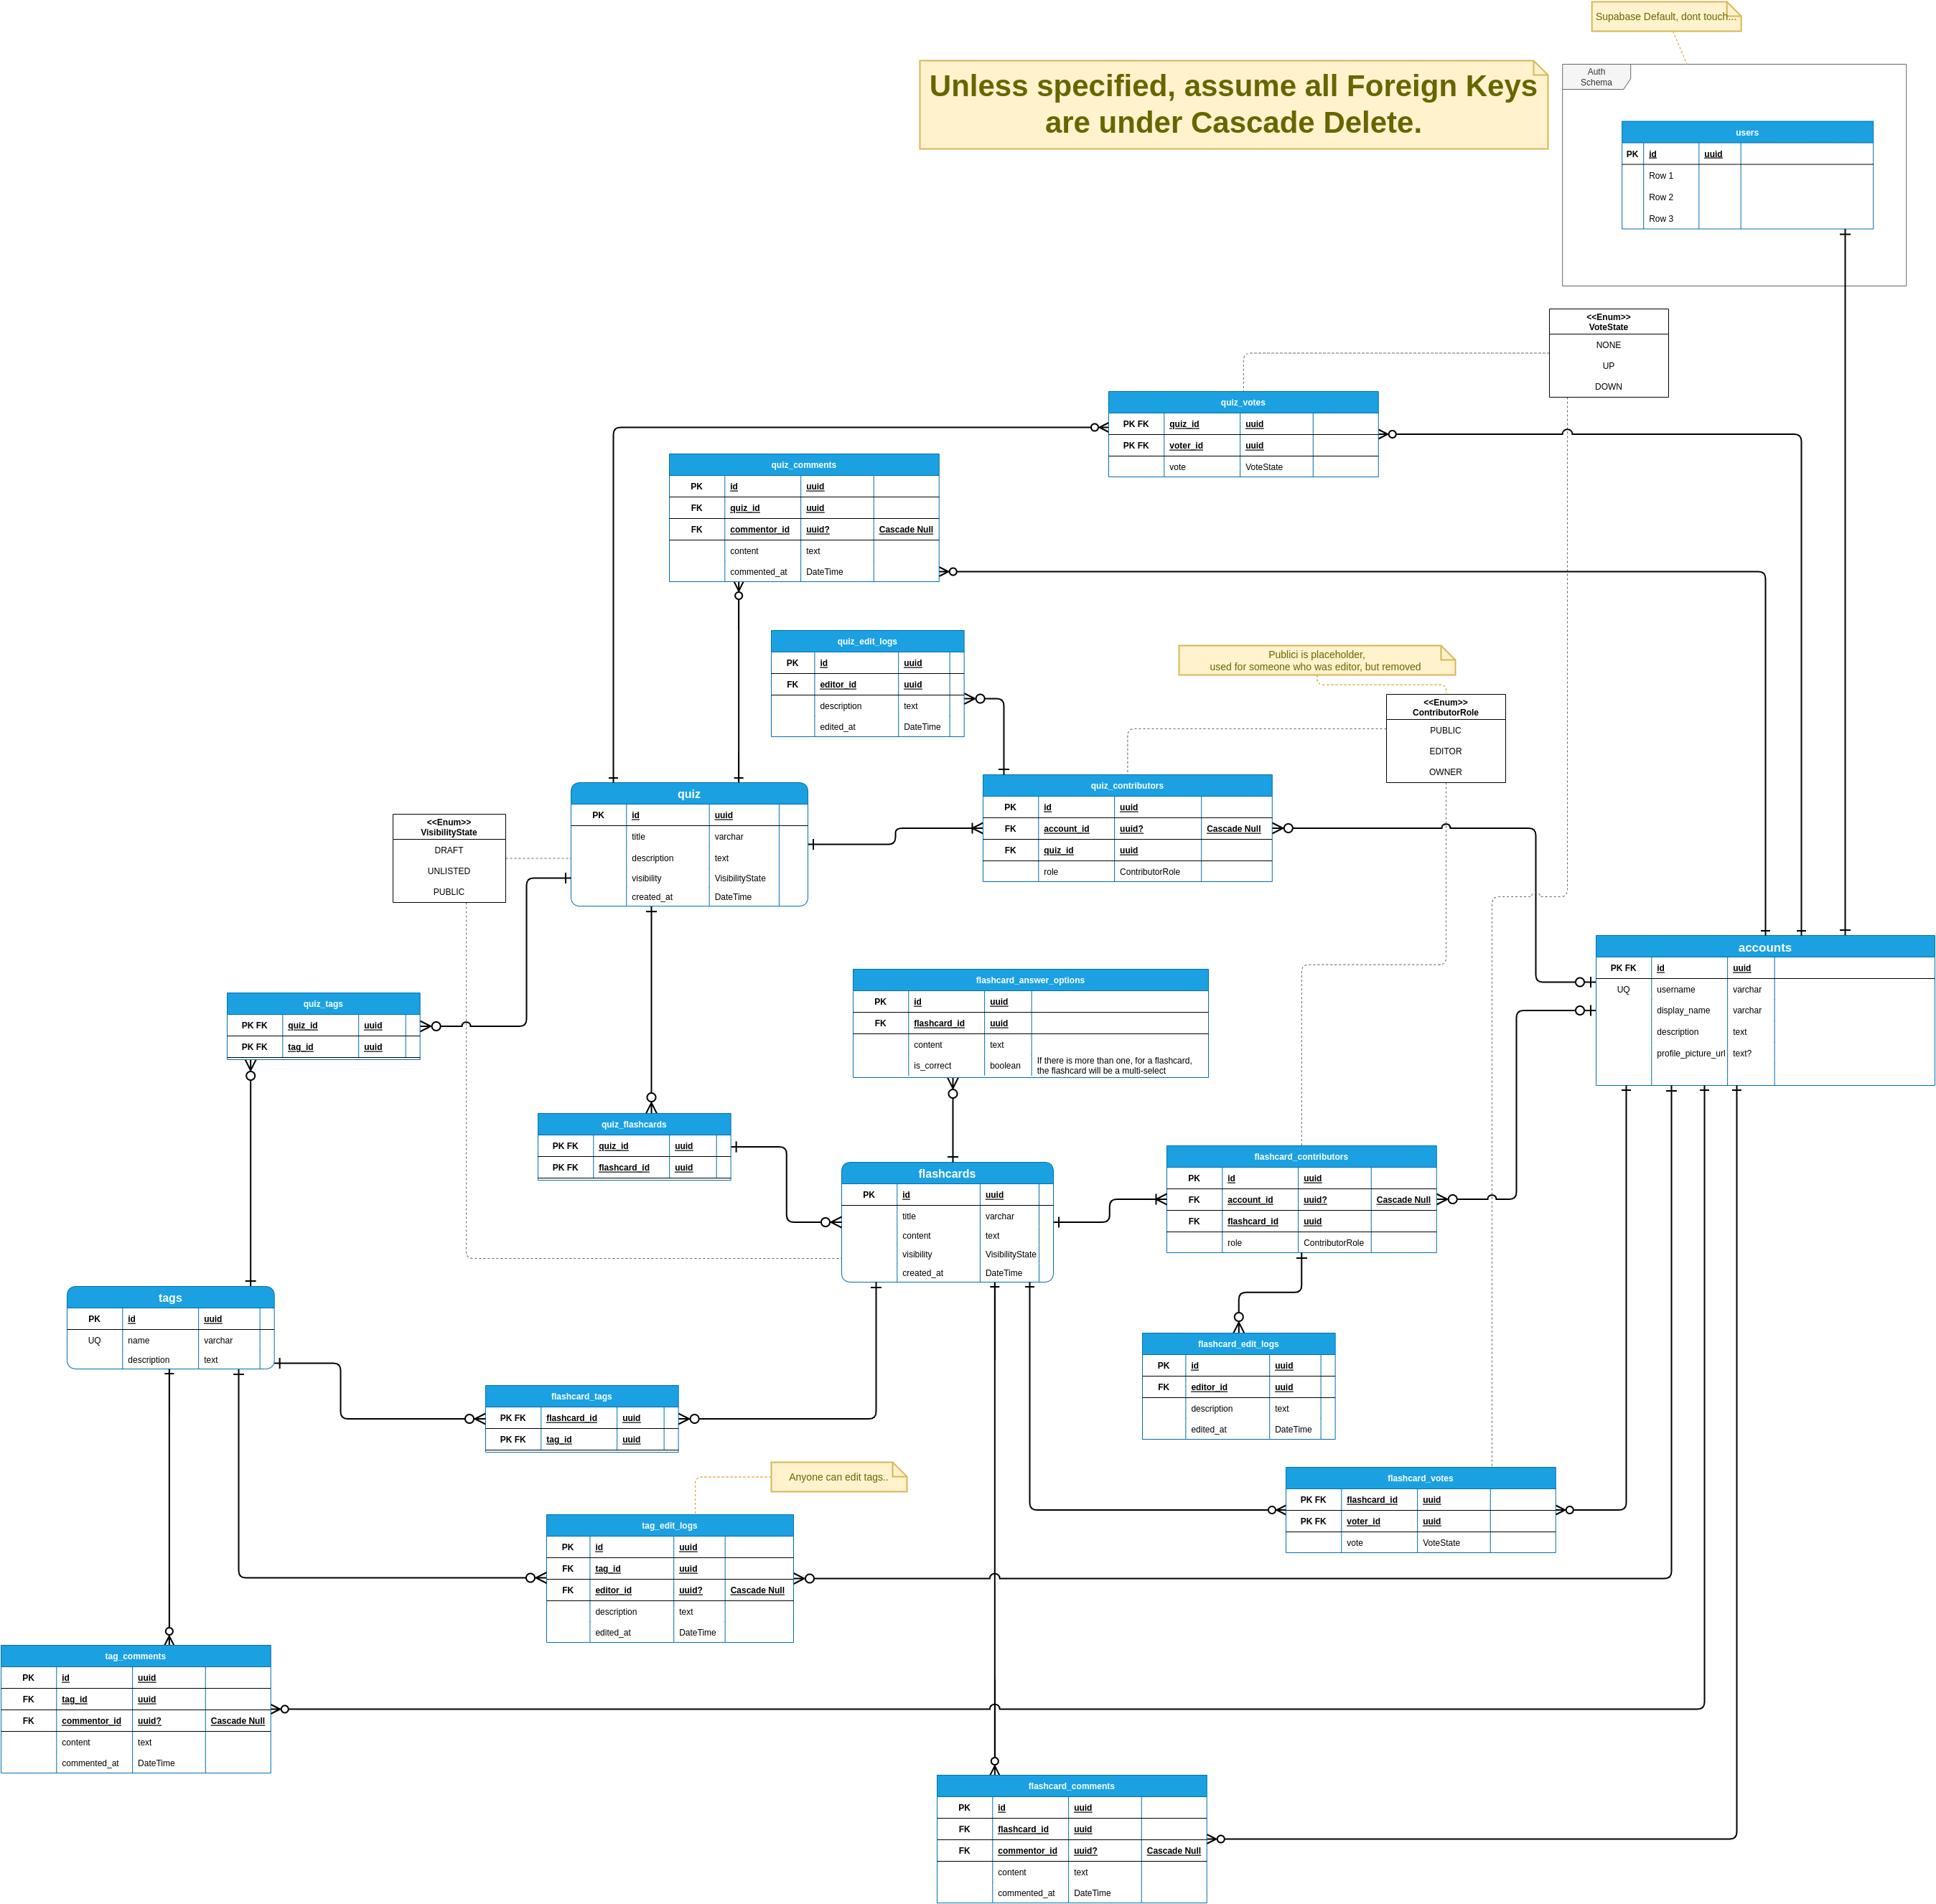 Supabase Default, dont touch...
Unless specified, assume all Foreign Keys
are under Cascade Delete.
Auth
Schema
users
PK id uuid
Row 1
Row 2
Row 3
<<Enum>>
VoteState
NONE
UP
DOWN
quiz_votes
PK FK quiz_id uuid
PK FK voter_id uuid
vote VoteState
quiz_comments
PK id uuid
FK quiz_id uuid
FK commentor_id uuid? Cascade Null
content text
commented_at DateTime
quiz_edit_logs
PK id uuid
FK editor_id uuid
description text
edited_at DateTime
Publici is placeholder,
used for someone who was editor, but removed
<<Enum>>
ContributorRole
PUBLIC
EDITOR
OWNER
quiz_contributors
PK id uuid
FK account_id uuid? Cascade Null
FK quiz_id uuid
role ContributorRole
quiz
PK id uuid
title varchar
description text
visibility VisibilityState
created_at DateTime
<<Enum>>
VisibilityState
DRAFT
UNLISTED
PUBLIC
accounts
PK FK id uuid
UQ username varchar
display_name varchar
description text
profile_picture_url text?
flashcard_answer_options
PK id uuid
FK flashcard_id uuid
content text
is_correct boolean If there is more than one, for a flashcard,
the flashcard will be a multi-select
quiz_tags
PK FK quiz_id uuid
PK FK tag_id uuid
quiz_flashcards
PK FK quiz_id uuid
PK FK flashcard_id uuid
flashcards
PK id uuid
title varchar
content text
visibility VisibilityState
created_at DateTime
flashcard_contributors
PK id uuid
FK account_id uuid? Cascade Null
FK flashcard_id uuid
role ContributorRole
tags
PK id uuid
UQ name varchar
description text
flashcard_edit_logs
PK id uuid
FK editor_id uuid
description text
edited_at DateTime
flashcard_tags
PK FK flashcard_id uuid
PK FK tag_id uuid
Anyone can edit tags..
flashcard_votes
PK FK flashcard_id uuid
PK FK voter_id uuid
vote VoteState
tag_edit_logs
PK id uuid
FK tag_id uuid
FK editor_id uuid? Cascade Null
description text
edited_at DateTime
tag_comments
PK id uuid
FK tag_id uuid
FK commentor_id uuid? Cascade Null
content text
commented_at DateTime
flashcard_comments
PK id uuid
FK flashcard_id uuid
FK commentor_id uuid? Cascade Null
content text
commented_at DateTime